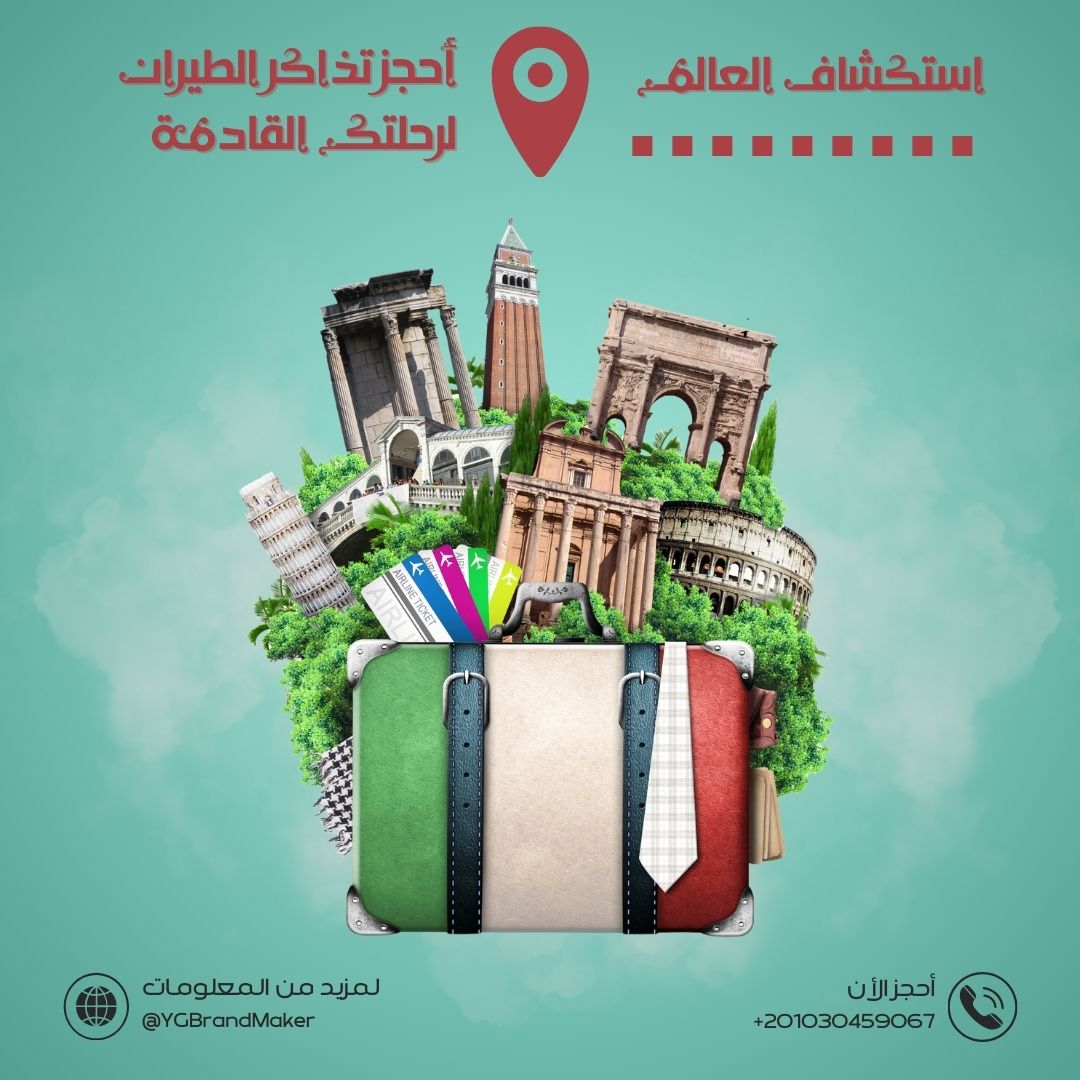 استكشاف العالم
أحجز تذاكر الطيران
لرحلتك القادمة
AIRLINE TICKET
أحجز الأن
+201030459067
لمزيد من المعلومات
@YGBrandMaker